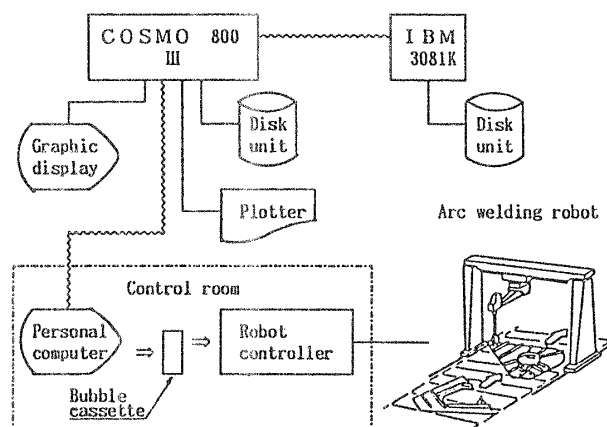 COSMO 800
III
IBM
3081K
Graphic
display
Disk
unit
Disk
unit
Plotter
Arc welding robot
Control room
Personal
computer
Robot
controller
Bubble
cassette